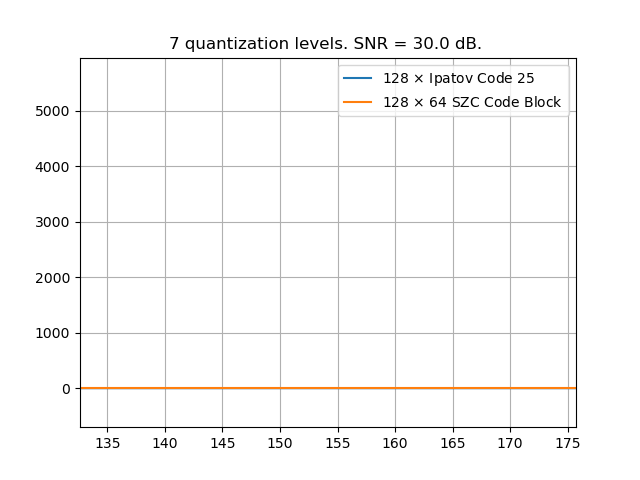 7 quantization levels. SNR = 30.0 dB.
128 × Ipatov Code 25
128 × 64 SZC Code Block
5000
4000
3000
2000
1000
0
135 140 145 150 155 160 165 170 175